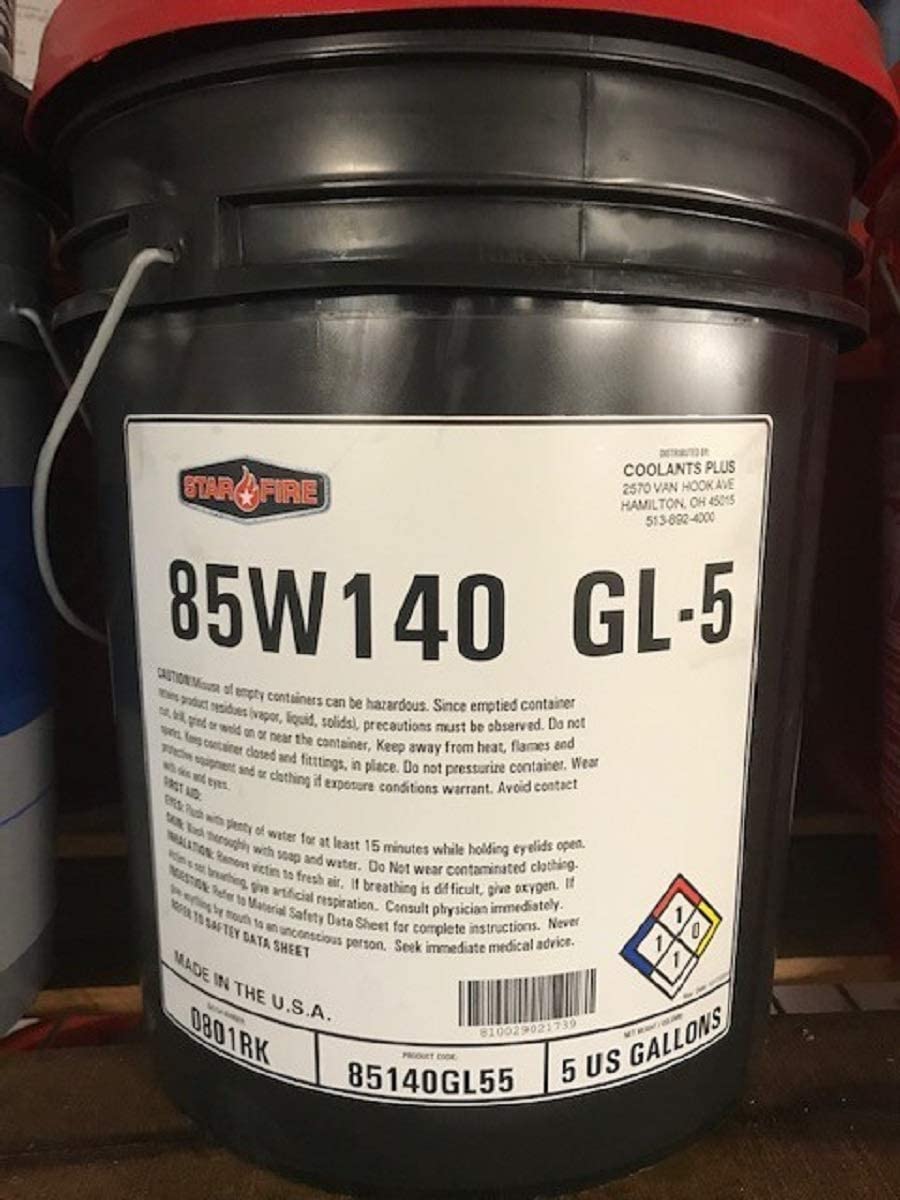 STAR FIRE
DISTRIBUTED BY:
COOLANTS PLUS
2570 VAN HOOK AVE
HAMILTON, OH 45015
513-892-4000
85W140 GL-5
CAUTION:Misuse of empty containers can be hazardous. Since emptied container
retains product residues (vapor, liquid, solids), precautions must be observed. Do not
cut, drill, grind or weld on or near the container, Keep away from heat, flames and
sparks. Keep container closed and fitttings, in place. Do not pressurize container. Wear
protective equipment and or clothing if exposure conditions warrant. Avoid contact
with skin and eyes.
FIRST AID:
EYES: Flush with plenty of water for at least 15 minutes while holding eyelids open.
SKIN: Wash thoroughly with soap and water. Do Not wear contaminated clothing.
INHALATION: Remove victim to fresh air. If breathing is difficult, give oxygen. If
victim is not breathing, give artificial respiration. Consult physician immediately.
INGESTION: Refer to Material Safety Data Sheet for complete instructions. Never
give anything by mouth to an unconscious person. Seek immediate medical advice.
REFER TO SAFTEY DATA SHEET
1
1 0
1
MADE IN THE U.S.A.
810029021739
0801RK
PRODUCT CODE:
85140GL55
5 US GALLONS